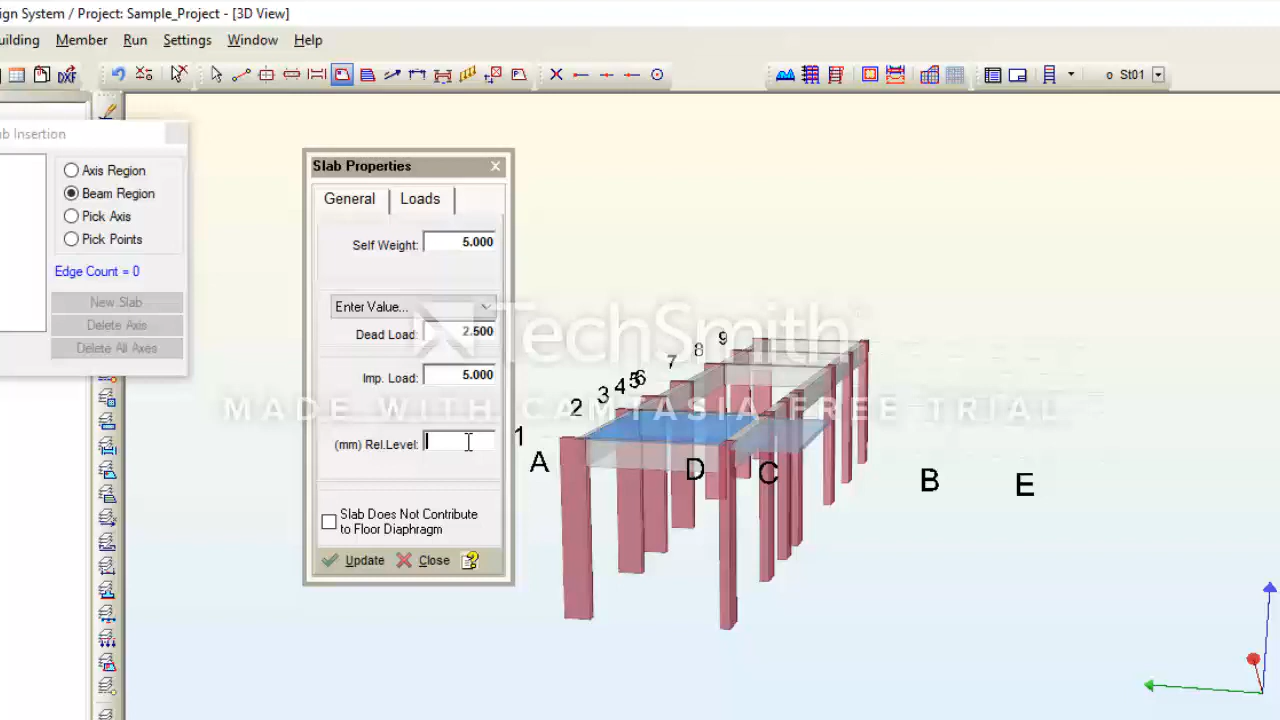 ign System / Project: Sample_Project - [3D View]
uilding Member Run Settings Window Help
DXF
o St01
ab Insertion
Axis Region
Beam Region
Pick Axis
Pick Points
Edge Count = 0
New Slab
Delete Axis
Delete All Axes
Slab Properties
General Loads
Self Weight: 5.000
Enter Value...
Dead Load: 2.500
Imp. Load: 5.000
(mm) Rel.Level:
Slab Does Not Contribute
to Floor Diaphragm
Update Close
TechSmith
MADE WITH CAMTASIA FREE TRIAL
1 2 3 4 5 6 7 8 9
A D C B E